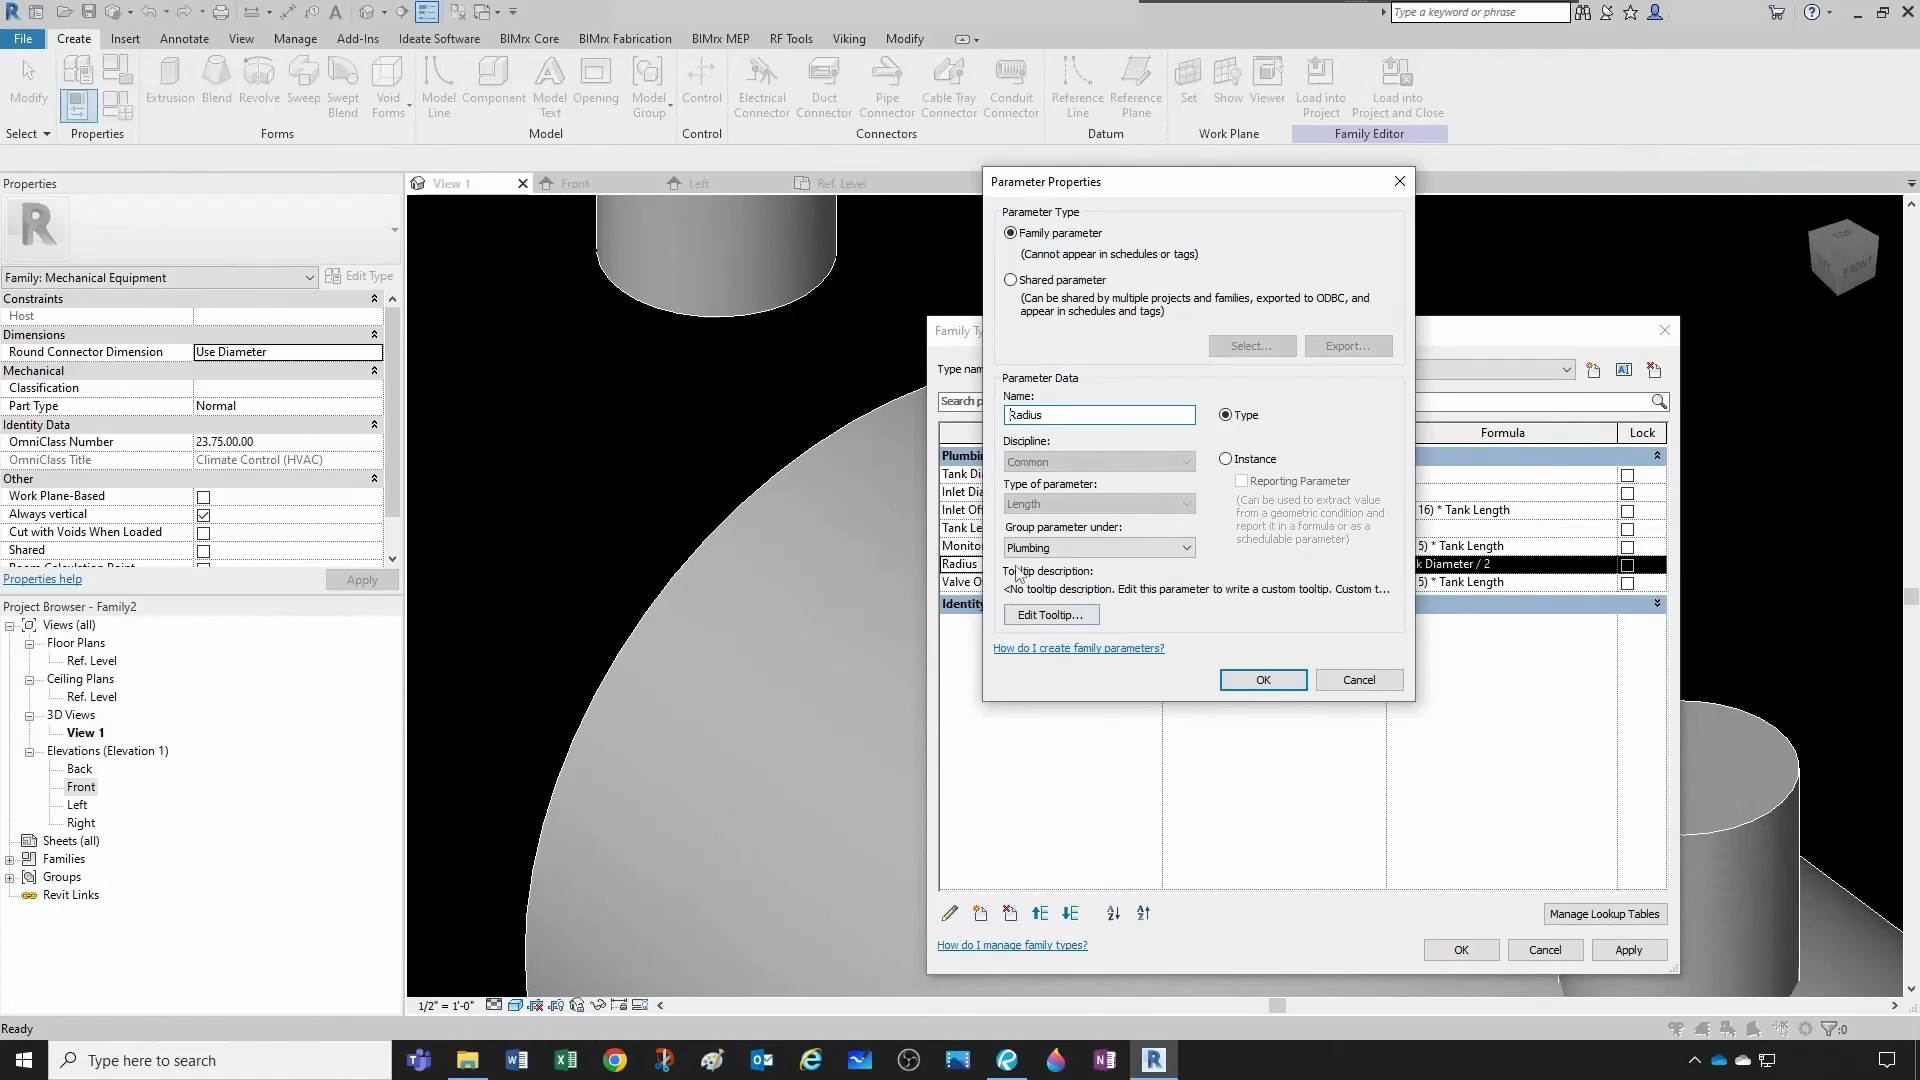 Type a keyword or phrase
File Create Insert Annotate View Manage Add-Ins Ideate Software BIMrx Core BIMrx Fabrication BIMrx MEP RF Tools Viking Modify
Modify
Extrusion Blend Revolve Sweep Swept Blend Void Forms
Model Line Component Model Text Opening Model Group
Control
Electrical Connector Duct Connector Pipe Connector Cable Tray Connector Conduit Connector
Reference Line Reference Plane
Set Show Viewer
Load into Project Load into Project and Close
Select Properties Forms Model Control Connectors Datum Work Plane Family Editor
Properties
View 1 Front Left Ref. Level
R
Family: Mechanical Equipment Edit Type
Constraints
Host
Dimensions
Round Connector Dimension Use Diameter
Mechanical
Classification
Part Type Normal
Identity Data
OmniClass Number 23.75.00.00
OmniClass Title Climate Control (HVAC)
Other
Work Plane-Based
Always vertical
Cut with Voids When Loaded
Shared
Properties help Apply
Project Browser - Family2
Views (all)
Floor Plans
Ref. Level
Ceiling Plans
Ref. Level
3D Views
View 1
Elevations (Elevation 1)
Back
Front
Left
Right
Sheets (all)
Families
Groups
Revit Links
Parameter Properties
Parameter Type
Family parameter
(Cannot appear in schedules or tags)
Shared parameter
(Can be shared by multiple projects and families, exported to ODBC, and
appear in schedules and tags)
Select... Export...
Parameter Data
Name:
Radius
Type
Discipline:
Common
Instance
Type of parameter:
Reporting Parameter
Length
(Can be used to extract value
from a geometric condition and
report it in a formula or as a
schedulable parameter)
Group parameter under:
Plumbing
Tooltip description:
<No tooltip description. Edit this parameter to write a custom tooltip. Custom t...
Edit Tooltip...
How do I create family parameters?
OK Cancel
Family Ty
Type nam
Search p
Formula Lock
Plumbi
Tank Di
Inlet Dia
Inlet Off 16) * Tank Length
Tank Le
Monitor 5) * Tank Length
Radius k Diameter / 2
Valve O 5) * Tank Length
Identity
Manage Lookup Tables
How do I manage family types?
OK Cancel Apply
TOP
FRONT
1/2" = 1'-0"
Ready
:0
Type here to search